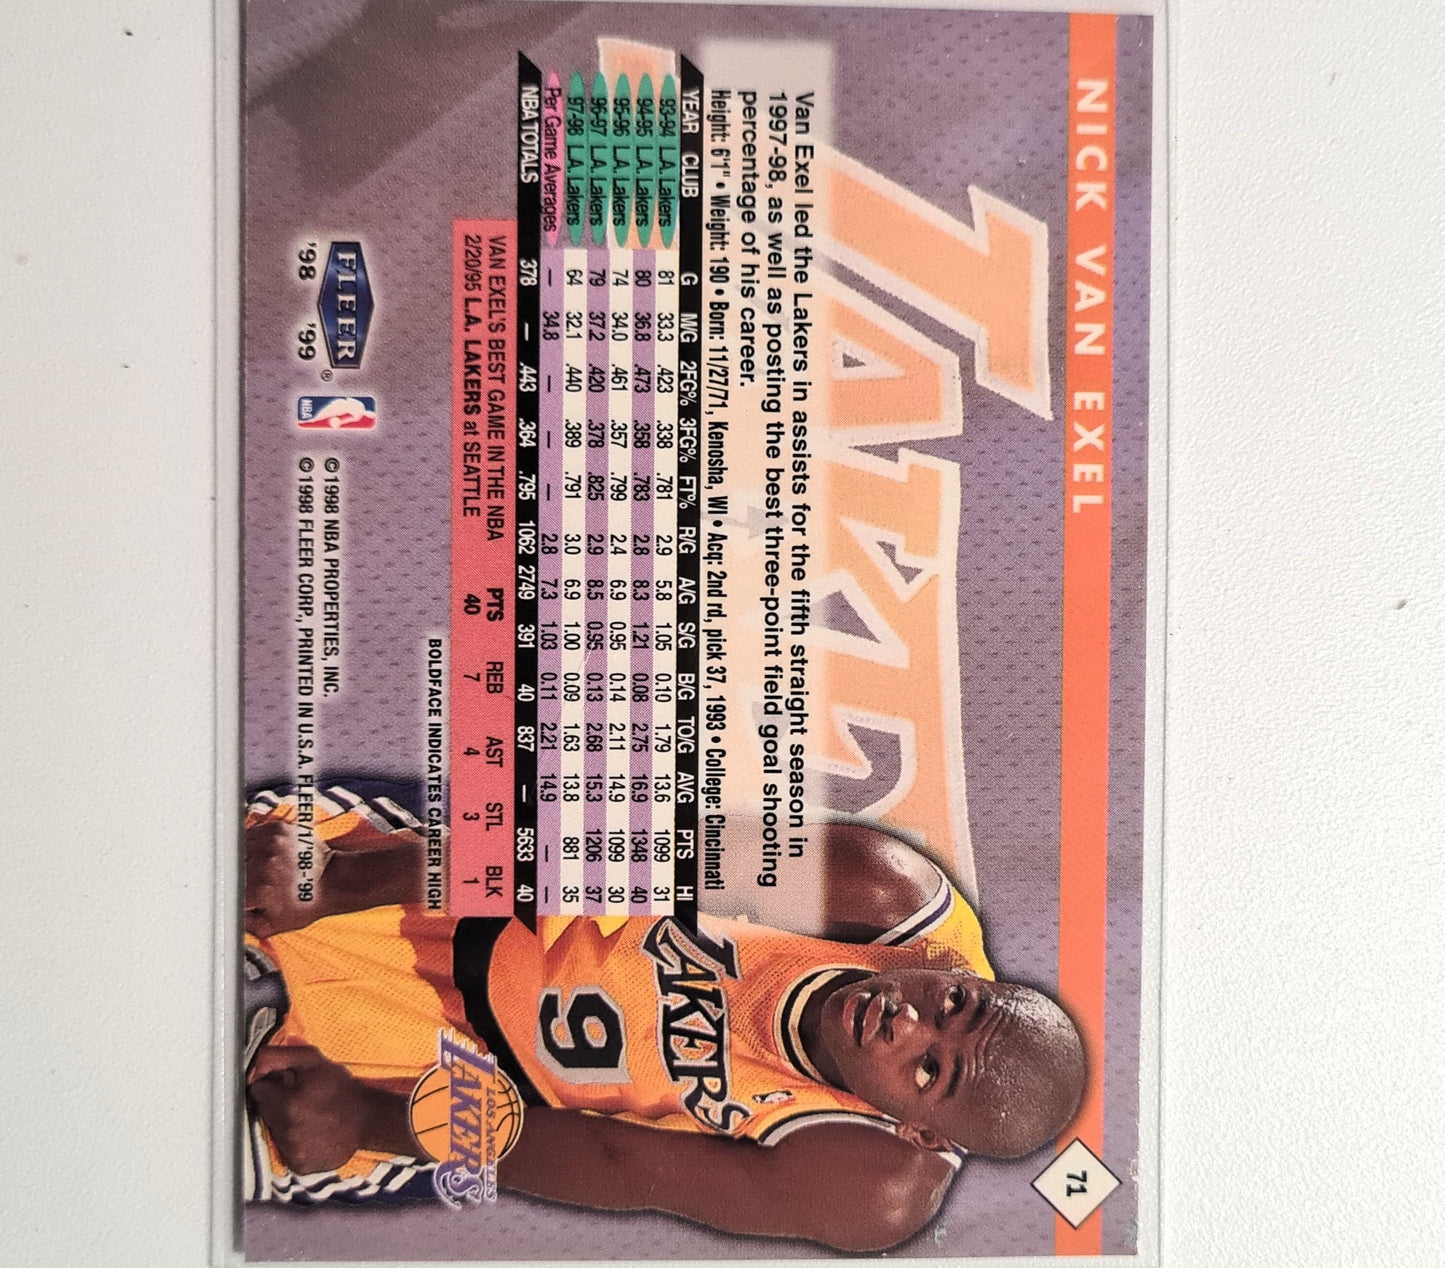 NICK VAN EXEL
71
LAKERS
Van Exel led the Lakers in assists for the fifth straight season in
1997-98, as well as posting the best three-point field goal shooting
percentage of his career.
Height: 6'1" • Weight: 190 • Born: 11/27/71, Kenosha, WI • Acq: 2nd rd, pick 37, 1993 • College: Cincinnati
YEAR CLUB G M/G 2FG% 3FG% FT% R/G A/G S/G B/G TO/G AVG PTS HI
93-94 L.A. Lakers 81 33.3 .423 .338 .781 2.9 5.8 1.05 0.10 1.79 13.6 1099 31
94-95 L.A. Lakers 80 36.8 .473 .358 .783 2.8 8.3 1.21 0.08 2.75 16.9 1348 40
95-96 L.A. Lakers 74 34.0 .461 .357 .799 2.4 6.9 0.95 0.14 2.11 14.9 1099 30
96-97 L.A. Lakers 79 37.2 .420 .378 .825 2.9 8.5 0.95 0.13 2.68 15.3 1206 37
97-98 L.A. Lakers 64 32.1 .440 .389 .791 3.0 6.9 1.00 0.09 1.63 13.8 881 35
Per Game Averages — 34.8 — — — 2.8 7.3 1.03 0.11 2.21 14.9 — —
NBA TOTALS 378 — .443 .364 .795 1062 2749 391 40 837 — 5633 40
VAN EXEL'S BEST GAME IN THE NBA PTS REB AST STL BLK
2/20/95 L.A. LAKERS at SEATTLE 40 7 4 3 1
BOLDFACE INDICATES CAREER HIGH
LAKERS
9
LOS ANGELES
LAKERS
FLEER®
'98 '99
NBA
©1998 NBA PROPERTIES, INC.
©1998 FLEER CORP., PRINTED IN U.S.A. FLEER/1/'98-'99